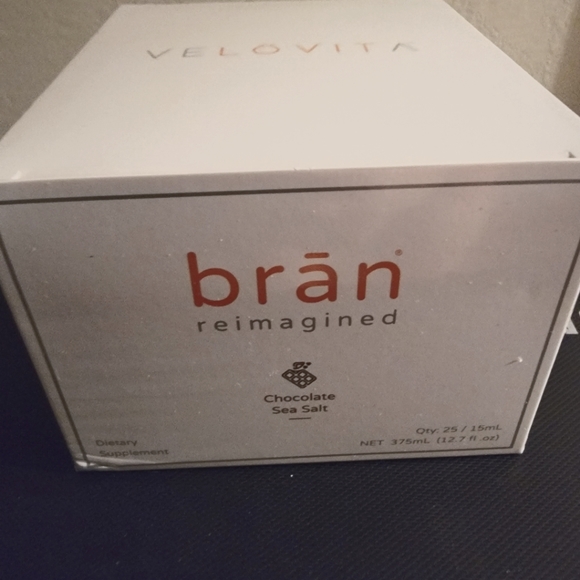 VELOVITA
brān®
reimagined
Chocolate
Sea Salt
Dietary
Supplement
Qty: 25 / 15mL
NET 375mL (12.7 fl .oz)